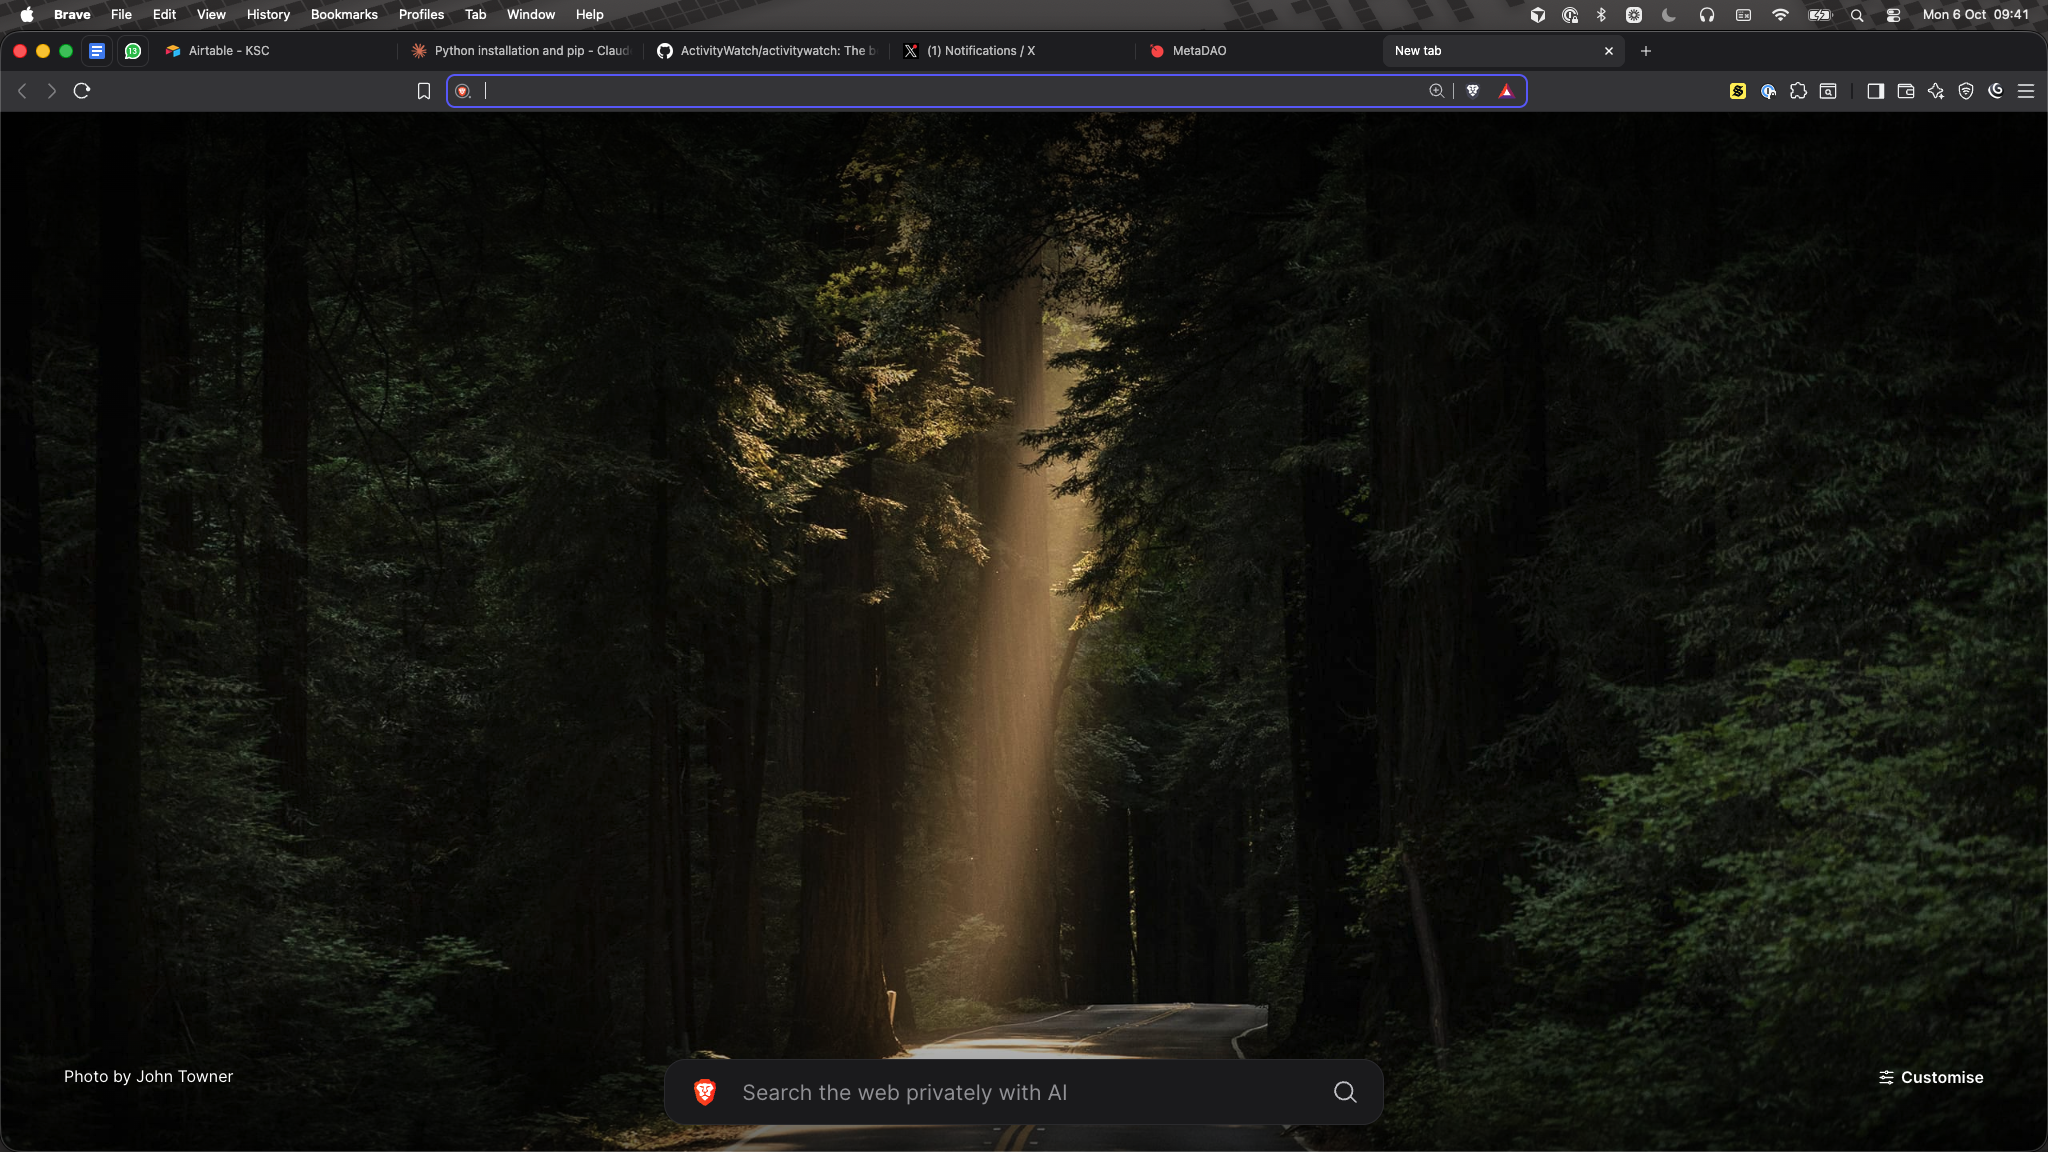 Brave File Edit View History Bookmarks Profiles Tab Window Help Mon 6 Oct 09:41
13 Airtable - KSC Python installation and pip - Claud ActivityWatch/activitywatch: The b (1) Notifications / X MetaDAO New tab
Photo by John Towner
Search the web privately with AI
Customise